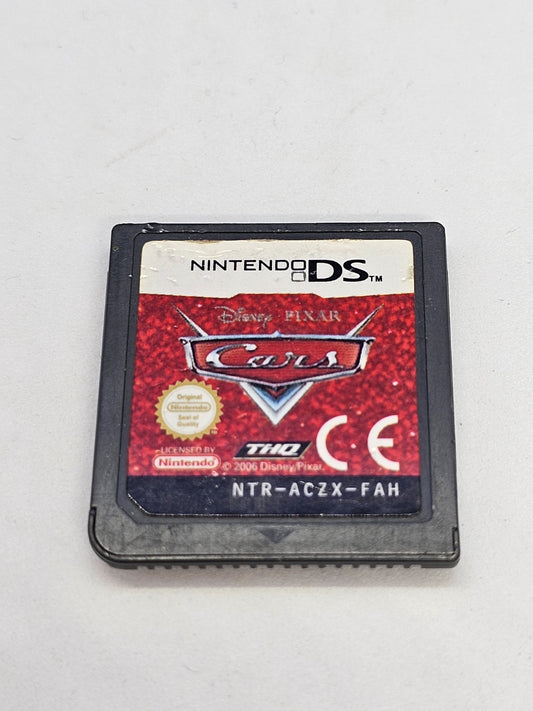 NINTENDO DS™
Disney PIXAR
Cars
Original
Nintendo
Seal of
Quality
LICENSED BY
Nintendo
THQ
© 2006 Disney/Pixar.
CE
NTR-ACZX-FAH